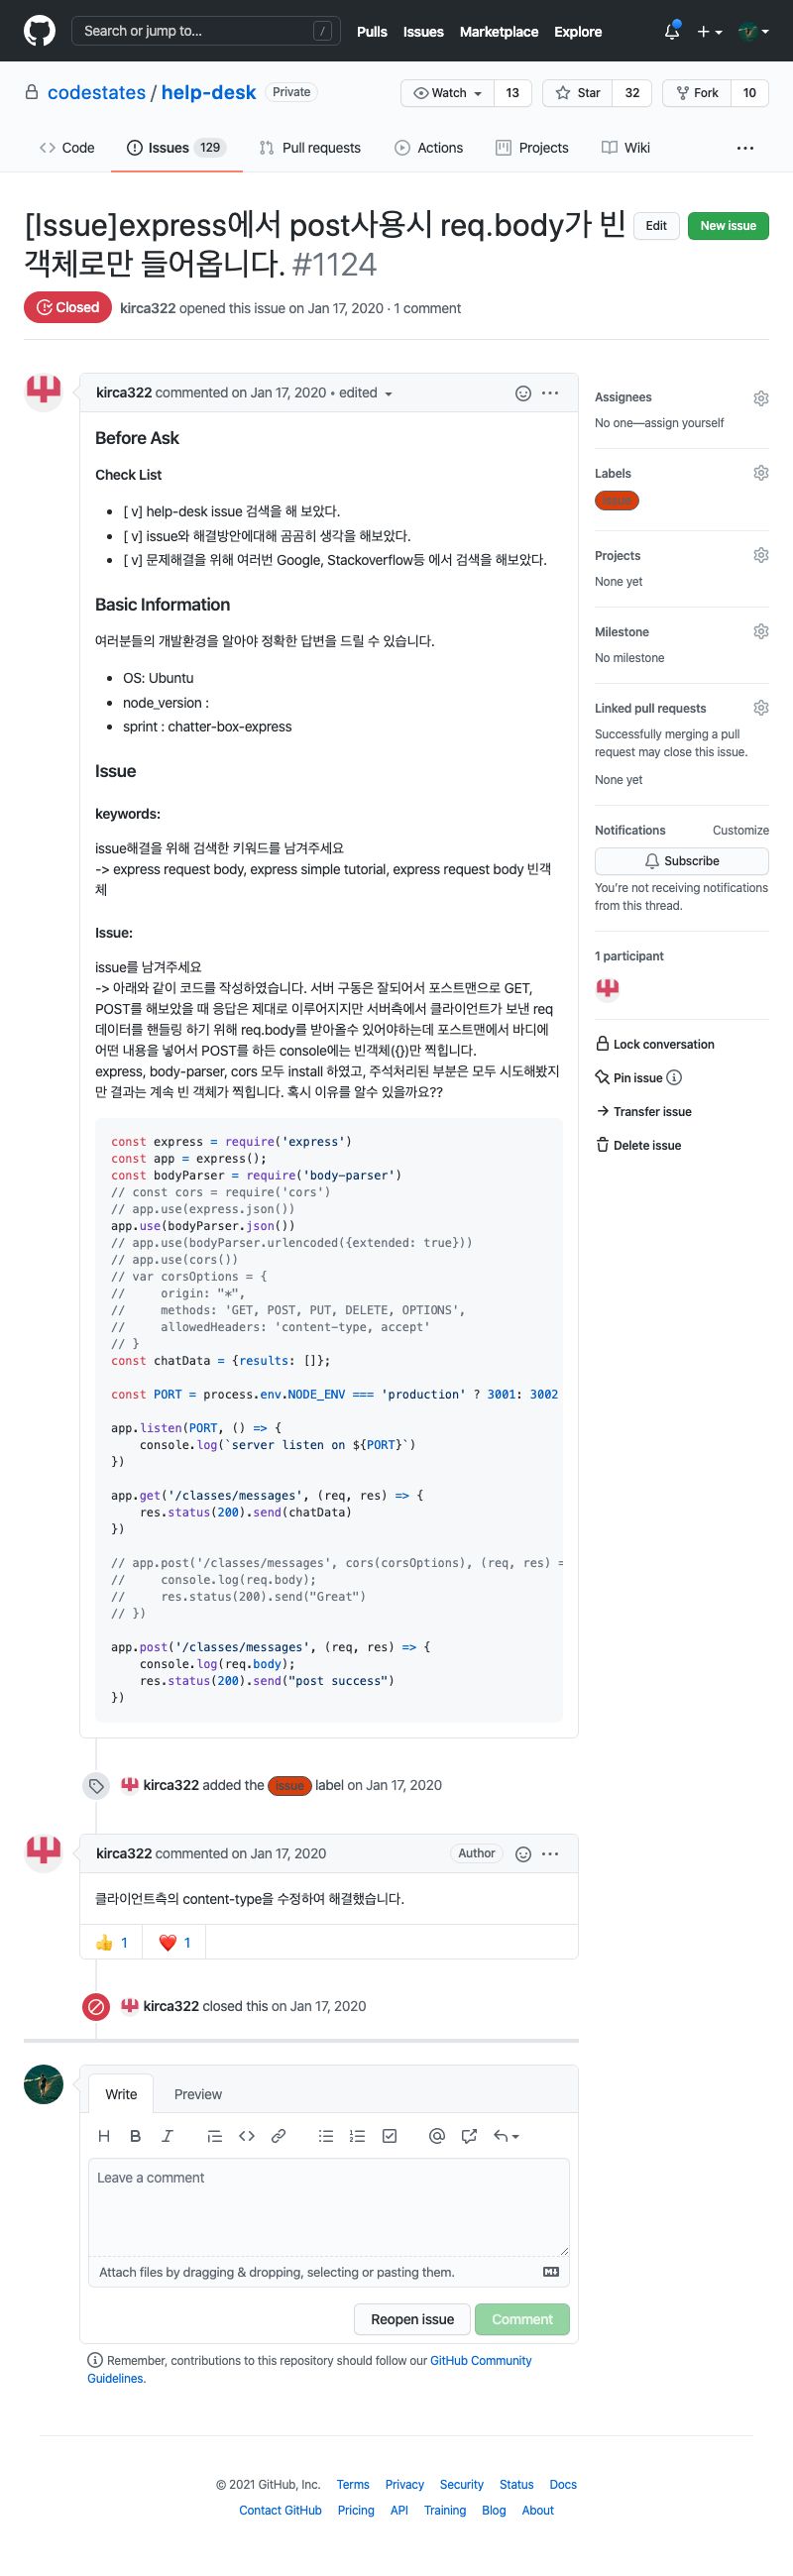 Search or jump to... / Pulls Issues Marketplace Explore
codestates / help-desk Private Watch 13 Star 32 Fork 10
Code Issues 129 Pull requests Actions Projects Wiki ...
[Issue]express에서 post사용시 req.body가 빈 Edit New issue
객체로만 들어옵니다. #1124
Closed kirca322 opened this issue on Jan 17, 2020 · 1 comment
kirca322 commented on Jan 17, 2020 • edited
Before Ask
Check List
• [ v] help-desk issue 검색을 해 보았다.
• [ v] issue와 해결방안에대해 곰곰히 생각을 해보았다.
• [ v] 문제해결을 위해 여러번 Google, Stackoverflow등 에서 검색을 해보았다.
Basic Information
여러분들의 개발환경을 알아야 정확한 답변을 드릴 수 있습니다.
• OS: Ubuntu
• node_version :
• sprint : chatter-box-express
Issue
keywords:
issue해결을 위해 검색한 키워드를 남겨주세요
-> express request body, express simple tutorial, express request body 빈객
체
Issue:
issue를 남겨주세요
-> 아래와 같이 코드를 작성하였습니다. 서버 구동은 잘되어서 포스트맨으로 GET,
POST를 해보았을 때 응답은 제대로 이루어지지만 서버측에서 클라이언트가 보낸 req
데이터를 핸들링 하기 위해 req.body를 받아올수 있어야하는데 포스트맨에서 바디에
어떤 내용을 넣어서 POST를 하든 console에는 빈객체({})만 찍힙니다.
express, body-parser, cors 모두 install 하였고, 주석처리된 부분은 모두 시도해봤지
만 결과는 계속 빈 객체가 찍힙니다. 혹시 이유를 알수 있을까요??
const express = require('express')
const app = express();
const bodyParser = require('body-parser')
// const cors = require('cors')
// app.use(express.json())
app.use(bodyParser.json())
// app.use(bodyParser.urlencoded({extended: true}))
// app.use(cors())
// var corsOptions = {
//     origin: "*",
//     methods: 'GET, POST, PUT, DELETE, OPTIONS',
//     allowedHeaders: 'content-type, accept'
// }
const chatData = {results: []};
const PORT = process.env.NODE_ENV === 'production' ? 3001: 3002
app.listen(PORT, () => {
    console.log(`server listen on ${PORT}`)
})
app.get('/classes/messages', (req, res) => {
    res.status(200).send(chatData)
})
// app.post('/classes/messages', cors(corsOptions), (req, res) =
//     console.log(req.body);
//     res.status(200).send("Great")
// })
app.post('/classes/messages', (req, res) => {
    console.log(req.body);
    res.status(200).send("post success")
})
kirca322 added the issue label on Jan 17, 2020
kirca322 commented on Jan 17, 2020 Author
클라이언트측의 content-type을 수정하여 해결했습니다.
👍 1 ❤️ 1
kirca322 closed this on Jan 17, 2020
Write Preview
Leave a comment
Attach files by dragging & dropping, selecting or pasting them.
Reopen issue Comment
Remember, contributions to this repository should follow our GitHub Community
Guidelines.
Assignees
No one—assign yourself
Labels
issue
Projects
None yet
Milestone
No milestone
Linked pull requests
Successfully merging a pull
request may close this issue.
None yet
Notifications Customize
Subscribe
You're not receiving notifications
from this thread.
1 participant
Lock conversation
Pin issue
Transfer issue
Delete issue
© 2021 GitHub, Inc. Terms Privacy Security Status Docs
Contact GitHub Pricing API Training Blog About